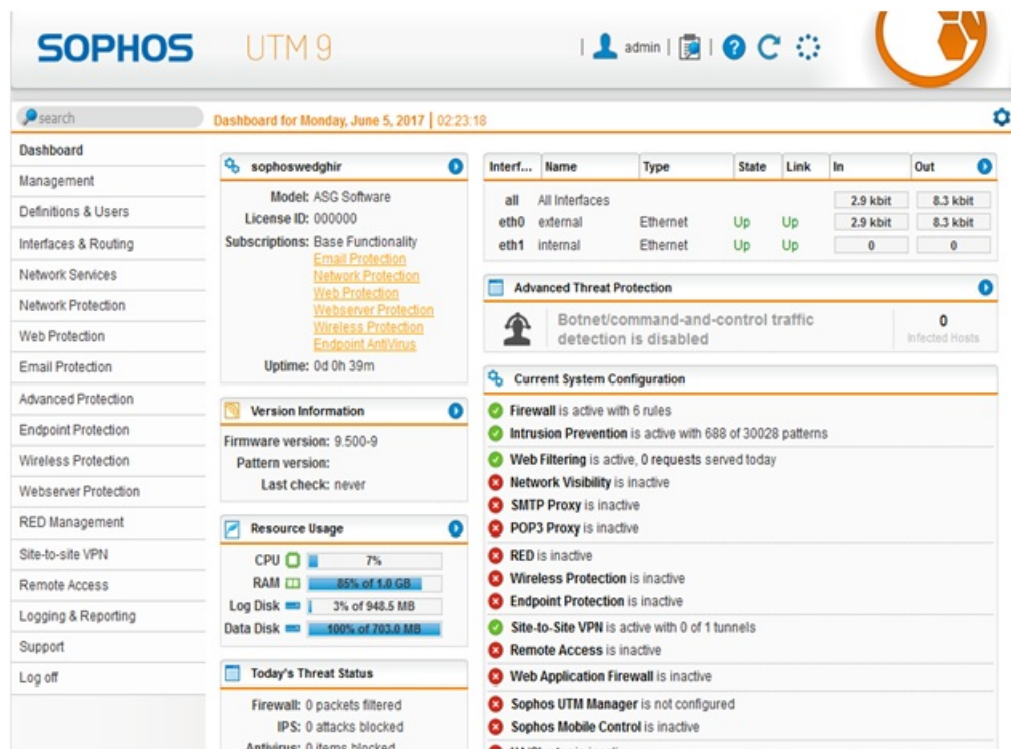 SOPHOS UTM 9
admin
search
Dashboard for Monday, June 5, 2017 | 02:23:18
Dashboard
Management
Definitions & Users
Interfaces & Routing
Network Services
Network Protection
Web Protection
Email Protection
Advanced Protection
Endpoint Protection
Wireless Protection
Webserver Protection
RED Management
Site-to-site VPN
Remote Access
Logging & Reporting
Support
Log off
sophoswedghir
Model: ASG Software
License ID: 000000
Subscriptions: Base Functionality
Email Protection
Network Protection
Web Protection
Webserver Protection
Wireless Protection
Endpoint AntiVirus
Uptime: 0d 0h 39m
Version Information
Firmware version: 9.500-9
Pattern version:
Last check: never
Resource Usage
CPU 7%
RAM 85% of 1.0 GB
Log Disk 3% of 948.5 MB
Data Disk 100% of 703.0 MB
Today's Threat Status
Firewall: 0 packets filtered
IPS: 0 attacks blocked
Antivirus: 0 items blocked
Interf... Name Type State Link In Out
all All Interfaces 2.9 kbit 8.3 kbit
eth0 external Ethernet Up Up 2.9 kbit 8.3 kbit
eth1 internal Ethernet Up Up 0 0
Advanced Threat Protection
Botnet/command-and-control traffic
detection is disabled
0
Infected Hosts
Current System Configuration
Firewall is active with 6 rules
Intrusion Prevention is active with 688 of 30028 patterns
Web Filtering is active, 0 requests served today
Network Visibility is inactive
SMTP Proxy is inactive
POP3 Proxy is inactive
RED is inactive
Wireless Protection is inactive
Endpoint Protection is inactive
Site-to-Site VPN is active with 0 of 1 tunnels
Remote Access is inactive
Web Application Firewall is inactive
Sophos UTM Manager is not configured
Sophos Mobile Control is inactive